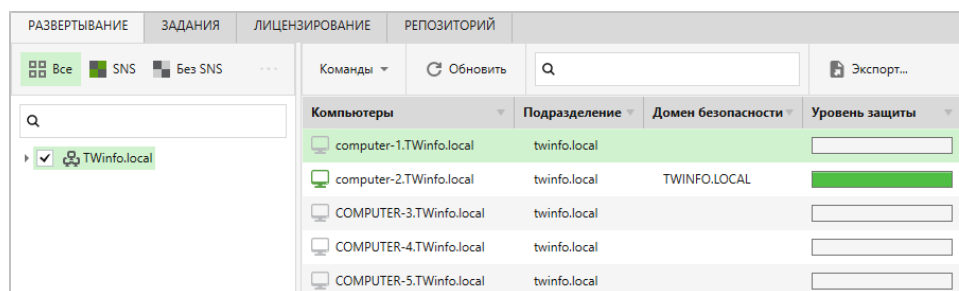 РАЗВЕРТЫВАНИЕ ЗАДАНИЯ ЛИЦЕНЗИРОВАНИЕ РЕПОЗИТОРИЙ
Все SNS Без SNS ... Команды Обновить Экспорт...
Компьютеры Подразделение Домен безопасности Уровень защиты
TWinfo.local
computer-1.TWinfo.local twinfo.local
computer-2.TWinfo.local twinfo.local TWINFO.LOCAL
COMPUTER-3.TWinfo.local twinfo.local
COMPUTER-4.TWinfo.local twinfo.local
COMPUTER-5.TWinfo.local twinfo.local